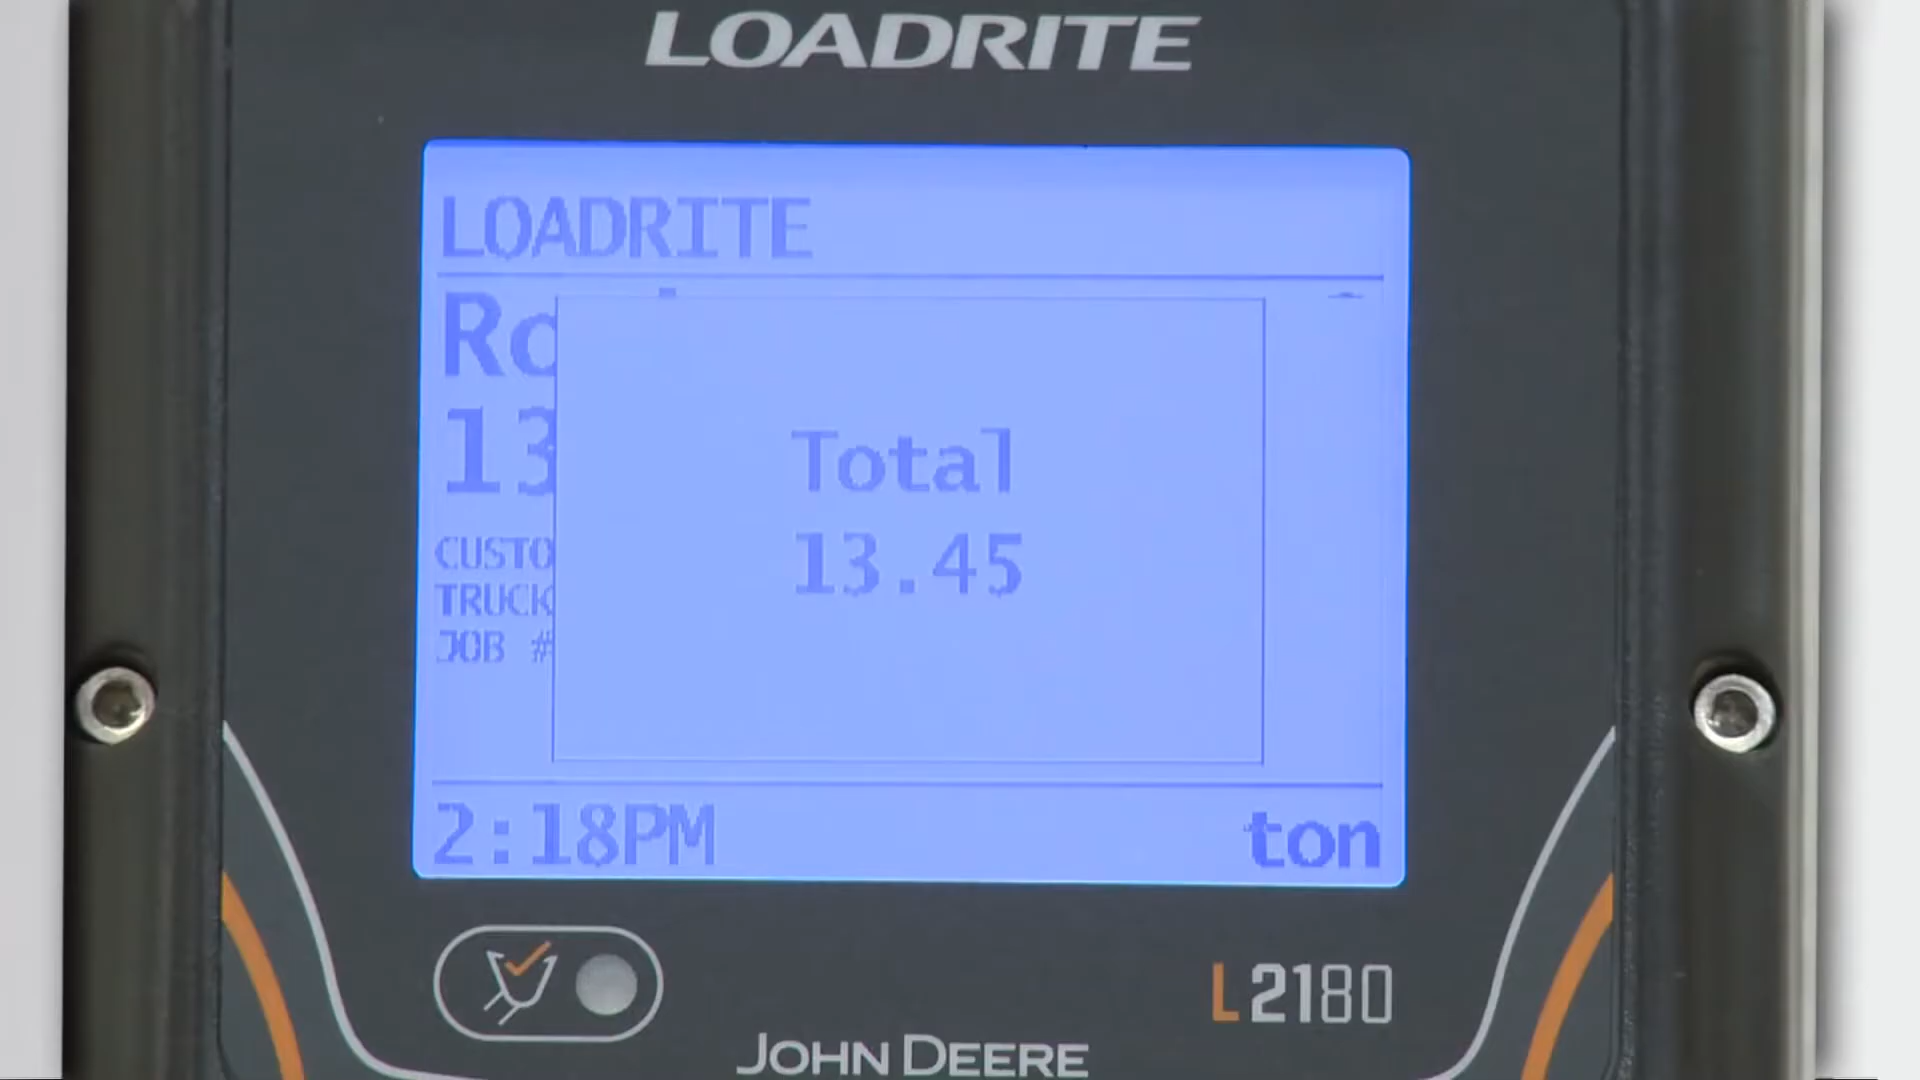 LOADRITE
LOADRITE
Ro
13
Total
13.45
CUSTO
TRUCK
JOB #
2:18PM
ton
L2180
JOHN DEERE